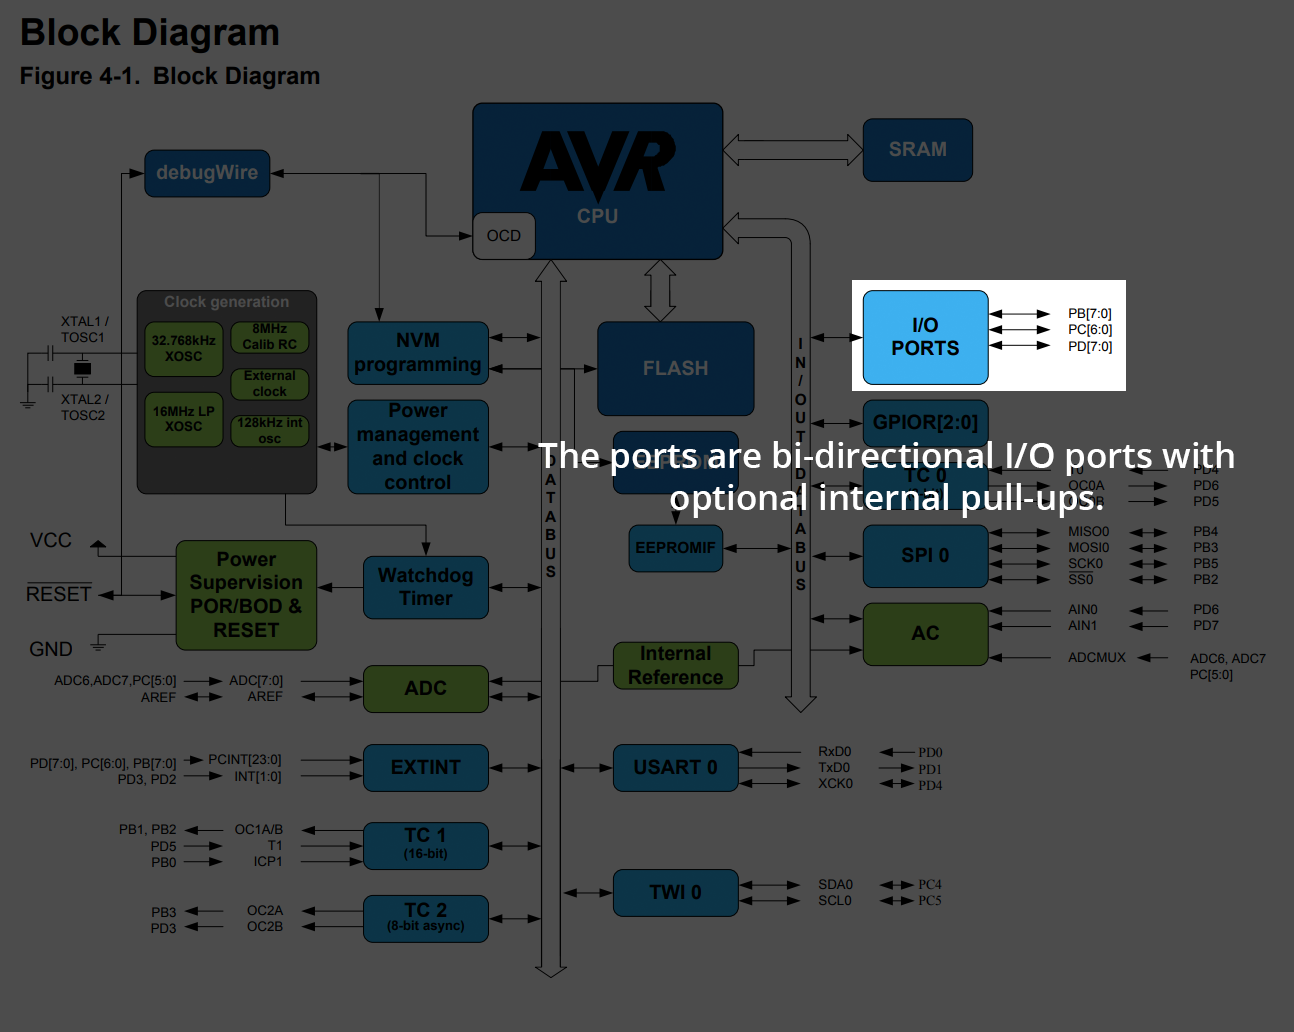 Block Diagram
Figure 4-1. Block Diagram
AVR
CPU
OCD
SRAM
debugWire
Clock generation
32.768kHz
XOSC
8MHz
Calib RC
External
clock
16MHz LP
XOSC
128kHz int
osc
XTAL1 /
TOSC1
XTAL2 /
TOSC2
NVM
programming
Power
management
and clock
control
FLASH
I/O
PORTS
PB[7:0]
PC[6:0]
PD[7:0]
GPIOR[2:0]
The ports are bi-directional I/O ports with
optional internal pull-ups.
DATABUS
IN/OUT DATABUS
TC 0
PD4
OC0A
PD6
PD5
EEPROMIF
SPI 0
MISO0
PB4
MOSI0
PB3
SCK0
PB5
SS0
PB2
VCC
RESET
GND
Power
Supervision
POR/BOD &
RESET
Watchdog
Timer
AC
AIN0
PD6
AIN1
PD7
ADCMUX
ADC6, ADC7
PC[5:0]
Internal
Reference
ADC6,ADC7,PC[5:0]
ADC[7:0]
AREF
AREF
ADC
PD[7:0], PC[6:0], PB[7:0]
PCINT[23:0]
PD3, PD2
INT[1:0]
EXTINT
USART 0
RxD0
PD0
TxD0
PD1
XCK0
PD4
PB1, PB2
OC1A/B
PD5
T1
PB0
ICP1
TC 1
(16-bit)
TWI 0
SDA0
PC4
SCL0
PC5
PB3
OC2A
PD3
OC2B
TC 2
(8-bit async)